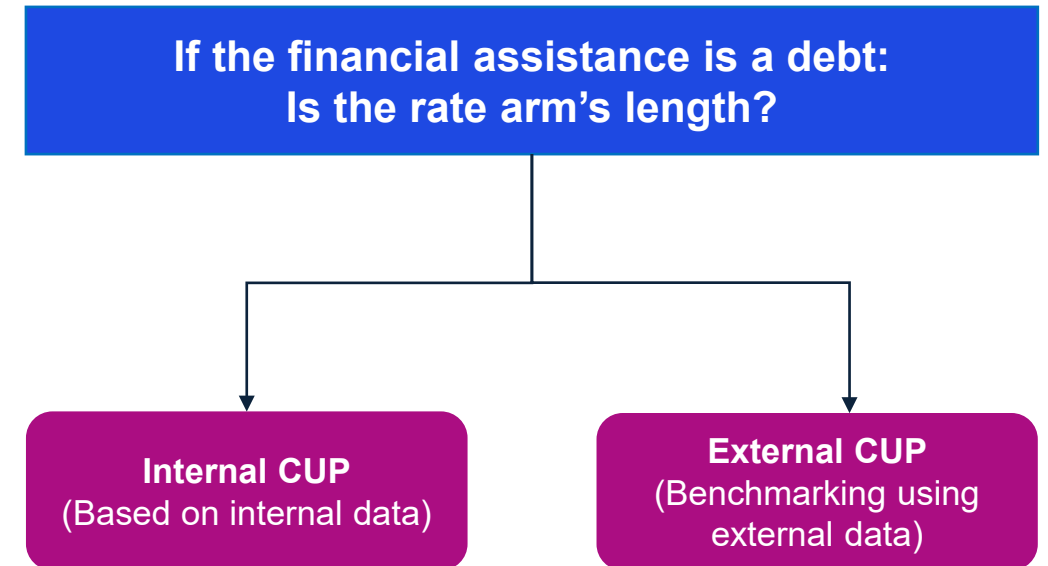 If the financial assistance is a debt:
Is the rate arm’s length?
Internal CUP
(Based on internal data)
External CUP
(Benchmarking using
external data)